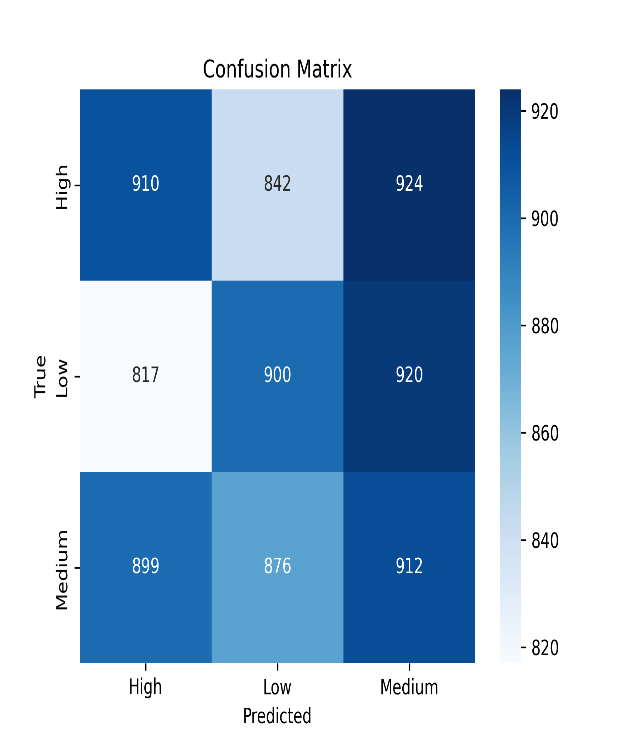 Confusion Matrix
High
910
842
924
True
Low
817
900
920
Medium
899
876
912
High
Low
Medium
Predicted
920
900
880
860
840
820